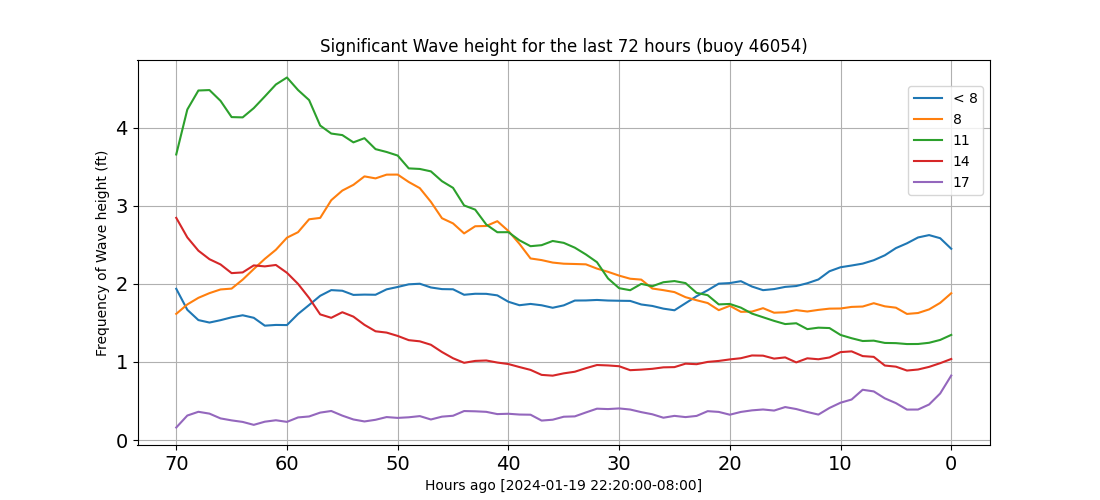 Significant Wave height for the last 72 hours (buoy 46054)
Frequency of Wave height (ft)
4
3
2
1
0
< 8
8
11
14
17
70 60 50 40 30 20 10 0
Hours ago [2024-01-19 22:20:00-08:00]